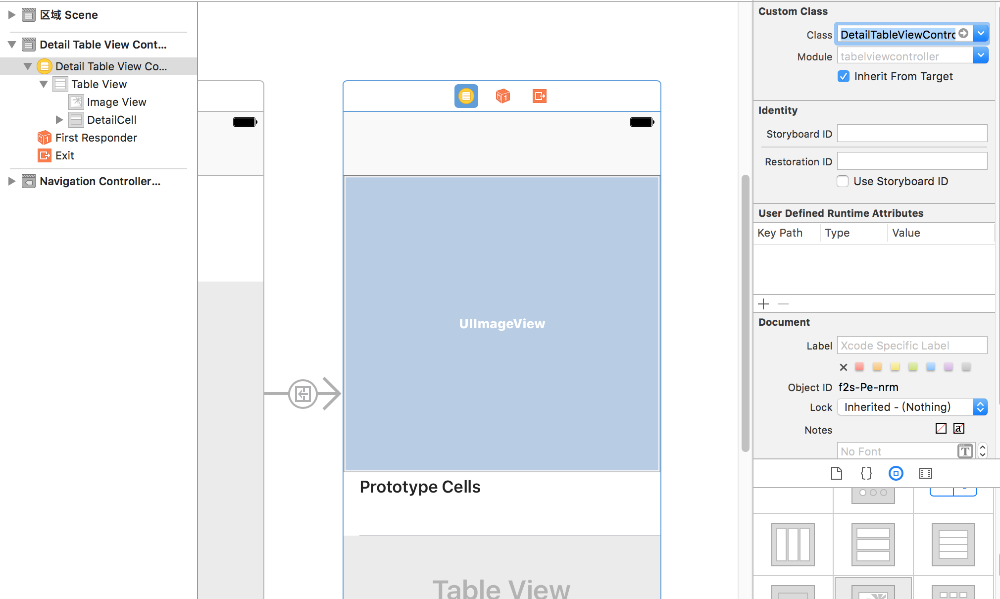 区域 Scene
Detail Table View Cont...
Detail Table View Co...
Table View
Image View
DetailCell
First Responder
Exit
Navigation Controller...
UIImageView
Prototype Cells
Table View
Custom Class
Class DetailTableViewContro
Module tabelviewcontroller
Inherit From Target
Identity
Storyboard ID
Restoration ID
Use Storyboard ID
User Defined Runtime Attributes
Key Path Type Value
Document
Label Xcode Specific Label
Object ID f2s-Pe-nrm
Lock Inherited - (Nothing)
Notes
No Font